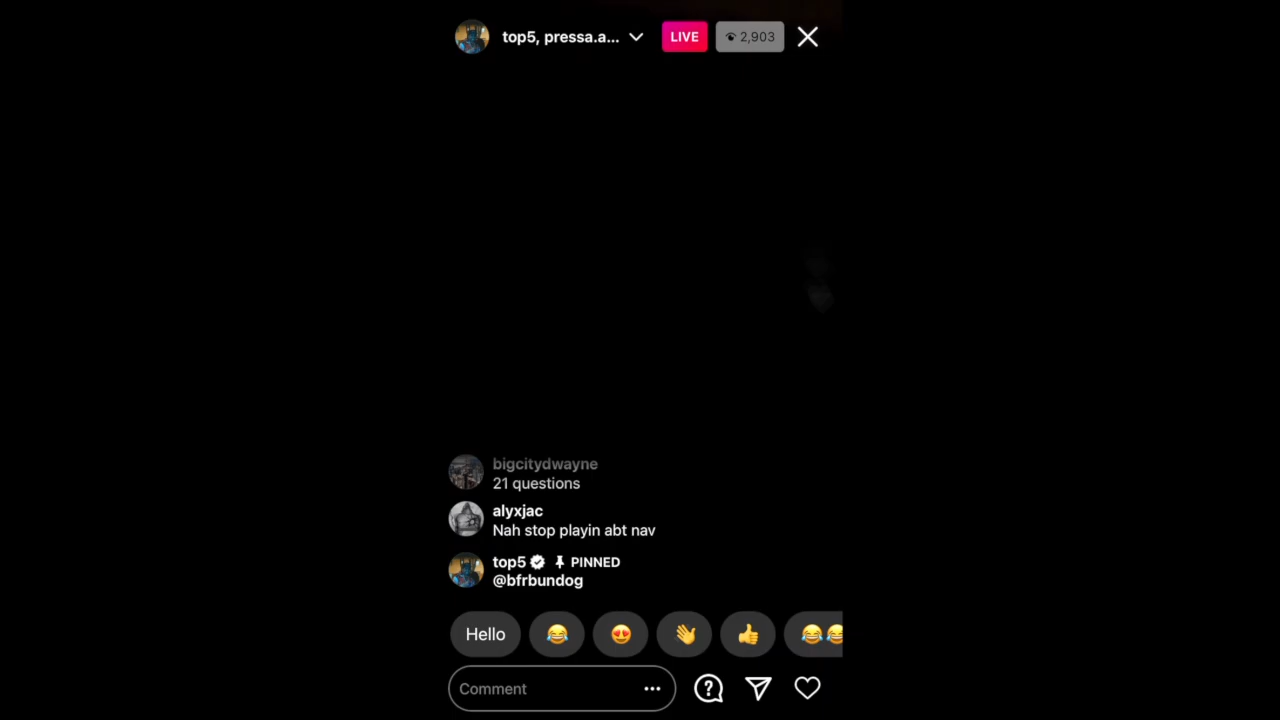 top5, pressa.a...
LIVE
2,903
bigcitydwayne
21 questions
alyxjac
Nah stop playin abt nav
top5 PINNED
@bfrbundog
Hello
Comment